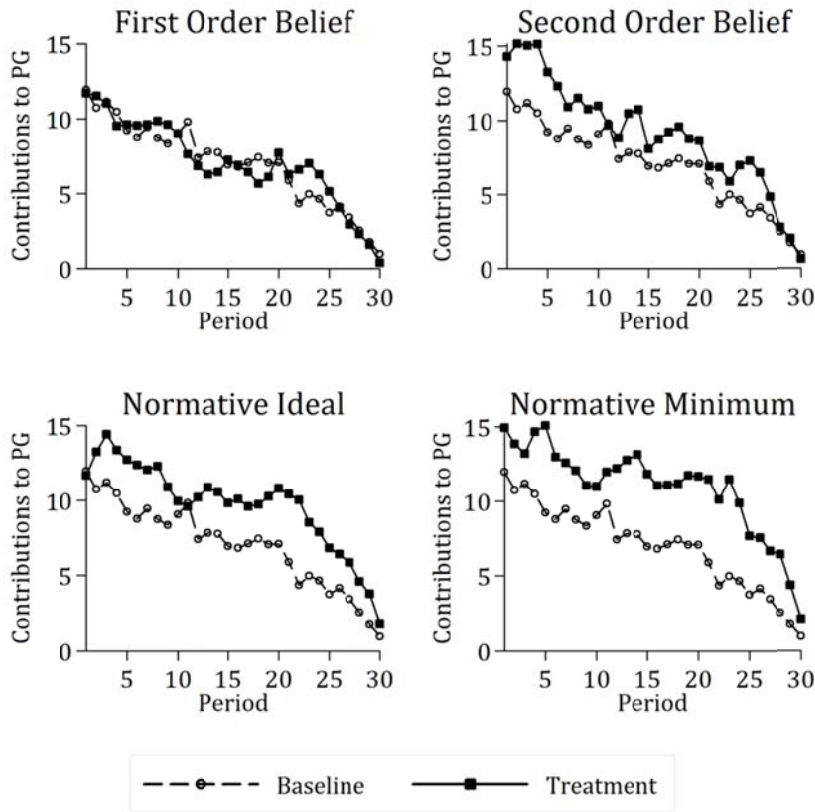 First Order Belief
Contributions to PG
15
10
5
0
5 10 15 20 25 30
Period
Second Order Belief
Contributions to PG
15
10
5
0
5 10 15 20 25 30
Period
Normative Ideal
Contributions to PG
15
10
5
0
5 10 15 20 25 30
Period
Normative Minimum
Contributions to PG
15
10
5
0
5 10 15 20 25 30
Period
Baseline Treatment